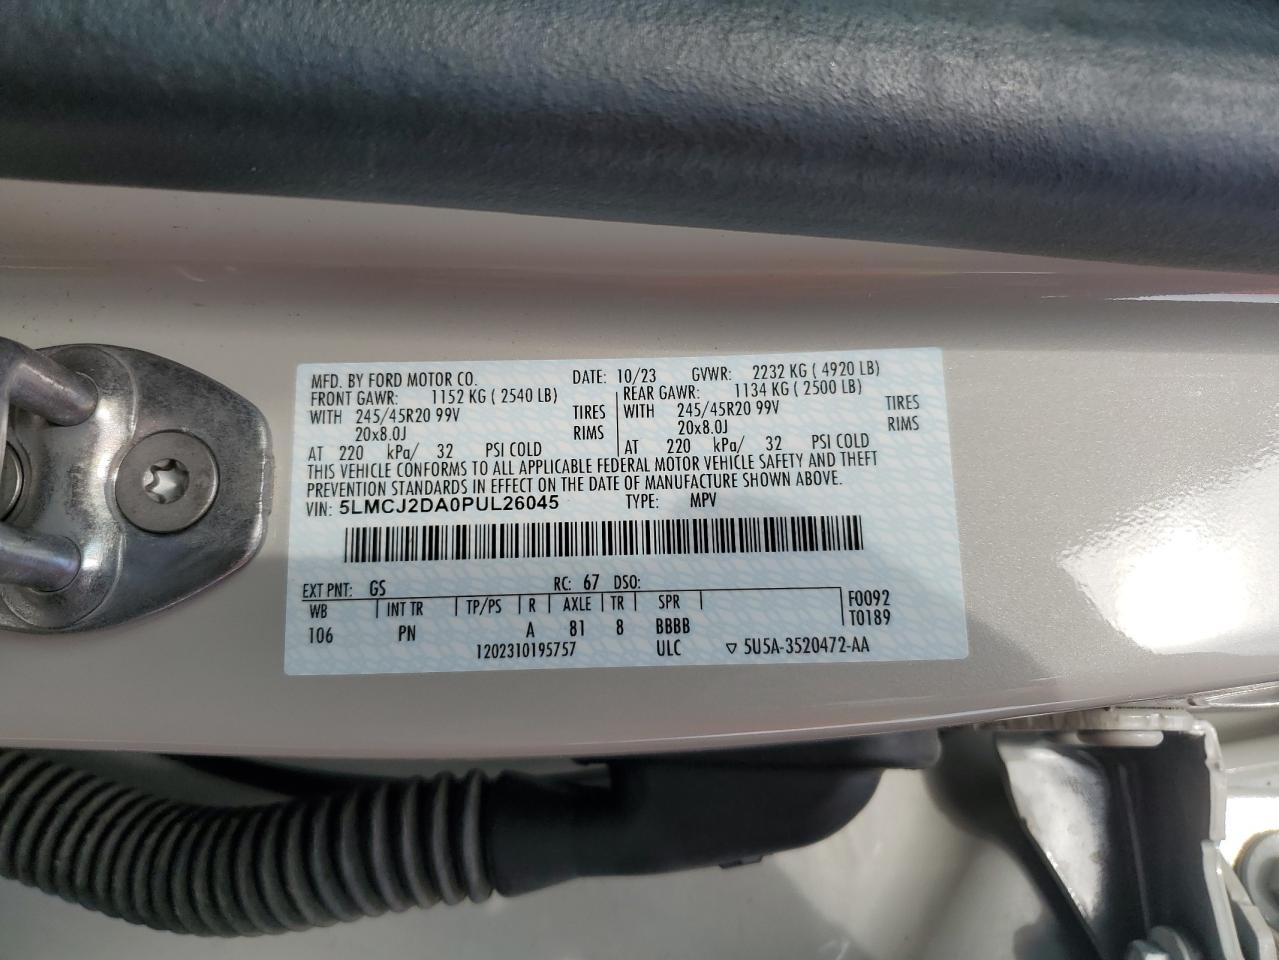 MFD. BY FORD MOTOR CO. DATE: 10/23 GVWR: 2232 KG ( 4920 LB)
FRONT GAWR: 1152 KG ( 2540 LB) REAR GAWR: 1134 KG ( 2500 LB)
WITH 245/45R20 99V TIRES WITH 245/45R20 99V TIRES
20x8.0J RIMS 20x8.0J RIMS
AT 220 kPa/ 32 PSI COLD AT 220 kPa/ 32 PSI COLD
THIS VEHICLE CONFORMS TO ALL APPLICABLE FEDERAL MOTOR VEHICLE SAFETY AND THEFT
PREVENTION STANDARDS IN EFFECT ON THE DATE OF MANUFACTURE SHOWN ABOVE.
VIN: 5LMCJ2DA0PUL26045 TYPE: MPV
EXT PNT: GS RC: 67 DSO:
WB INT TR TP/PS R AXLE TR SPR F0092
106 PN A 81 8 BBBB T0189
1202310195757 ULC ▽ 5U5A-3520472-AA